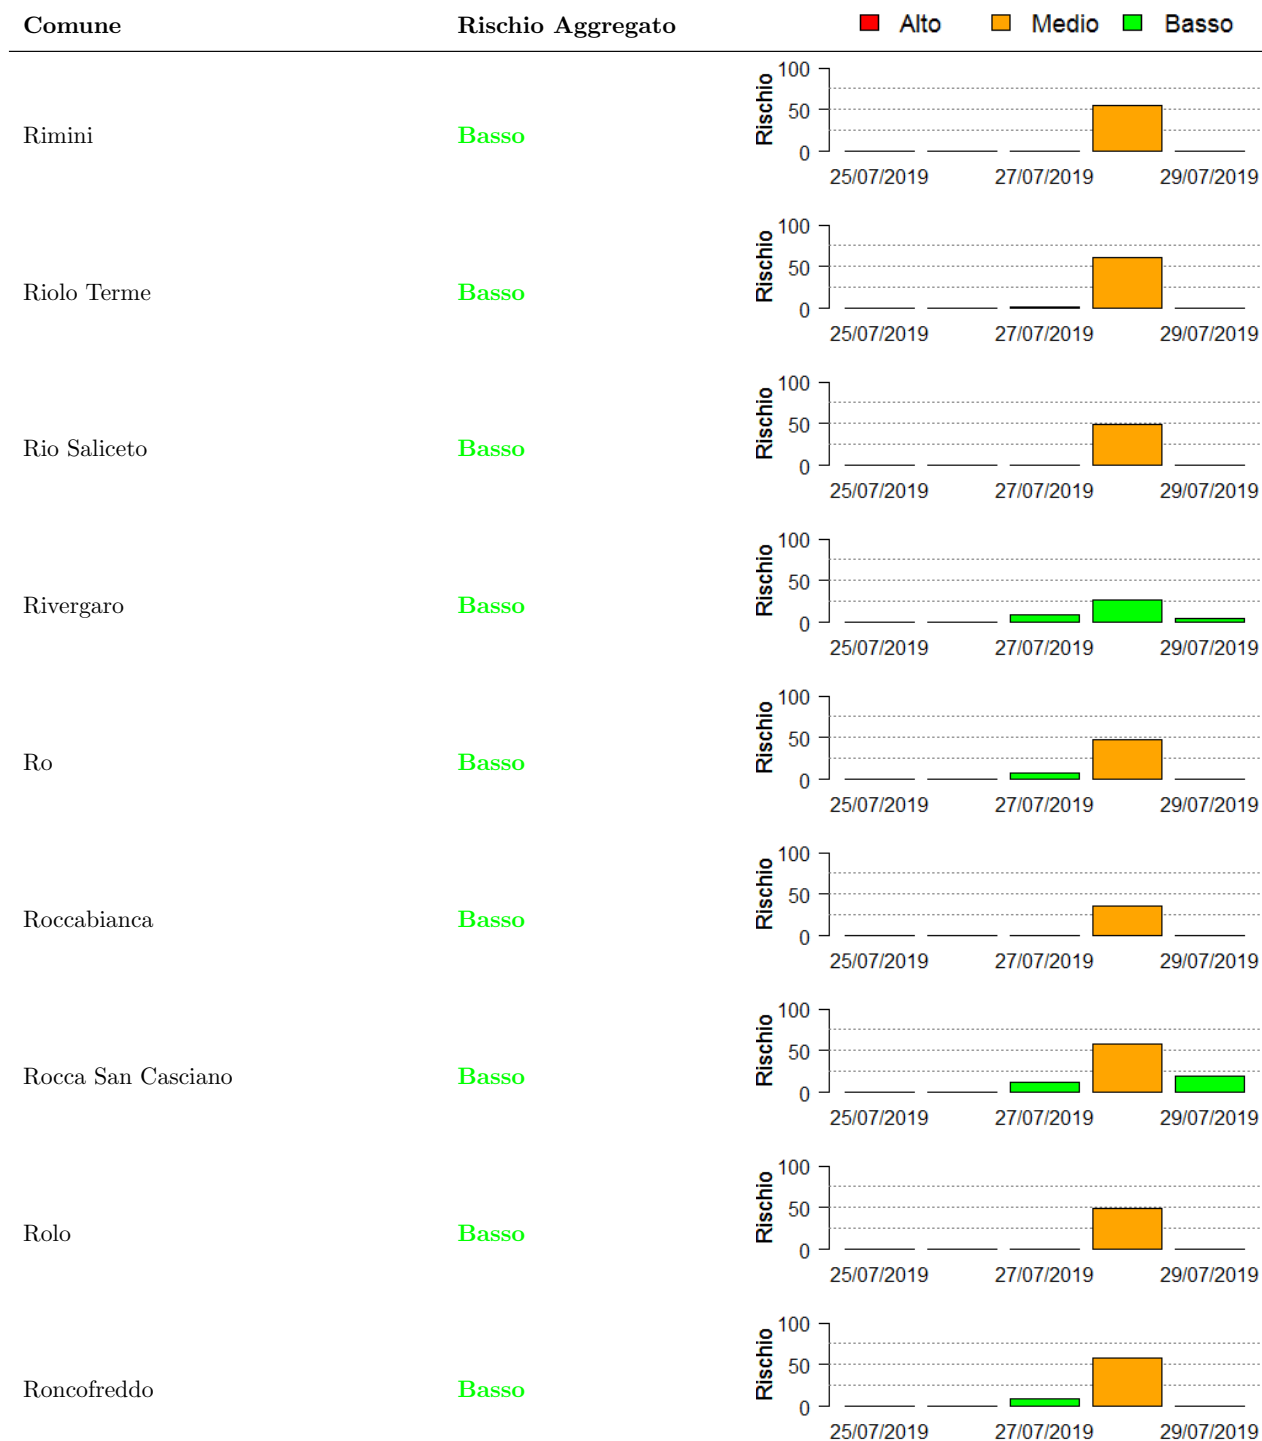 Comune Rischio Aggregato Alto Medio Basso
100
50
0
Rischio
Rimini Basso
25/07/2019 27/07/2019 29/07/2019
100
50
0
Rischio
Riolo Terme Basso
25/07/2019 27/07/2019 29/07/2019
100
50
0
Rischio
Rio Saliceto Basso
25/07/2019 27/07/2019 29/07/2019
100
50
0
Rischio
Rivergaro Basso
25/07/2019 27/07/2019 29/07/2019
100
50
0
Rischio
Ro Basso
25/07/2019 27/07/2019 29/07/2019
100
50
0
Rischio
Roccabianca Basso
25/07/2019 27/07/2019 29/07/2019
100
50
0
Rischio
Rocca San Casciano Basso
25/07/2019 27/07/2019 29/07/2019
100
50
0
Rischio
Rolo Basso
25/07/2019 27/07/2019 29/07/2019
100
50
0
Rischio
Roncofreddo Basso
25/07/2019 27/07/2019 29/07/2019